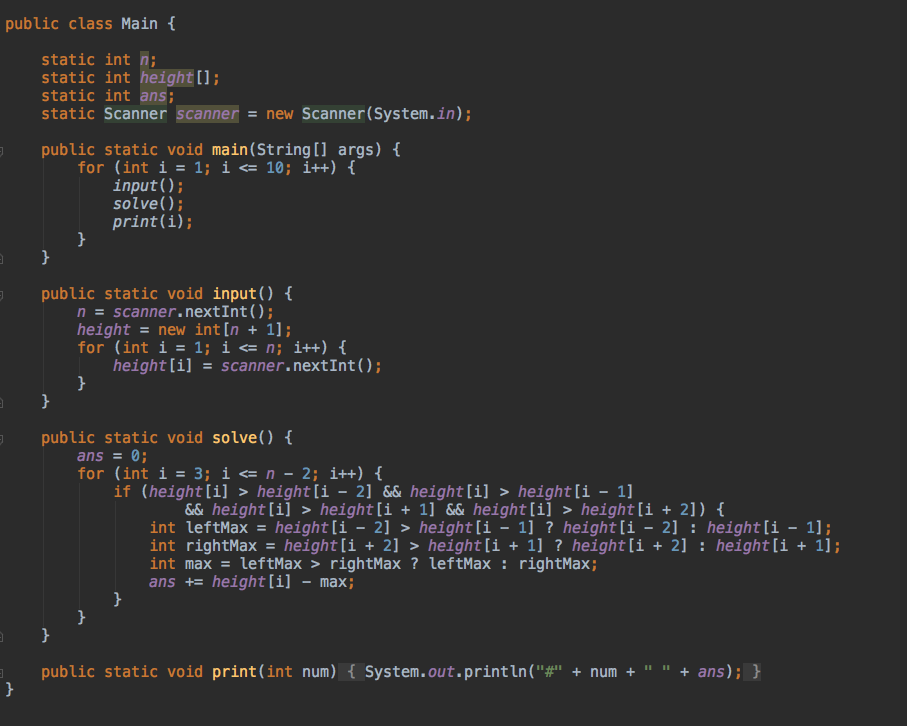 public class Main {
static int n;
static int height[];
static int ans;
static Scanner scanner = new Scanner(System.in);
public static void main(String[] args) {
for (int i = 1; i <= 10; i++) {
input();
solve();
print(i);
}
}
public static void input() {
n = scanner.nextInt();
height = new int[n + 1];
for (int i = 1; i <= n; i++) {
height[i] = scanner.nextInt();
}
}
public static void solve() {
ans = 0;
for (int i = 3; i <= n - 2; i++) {
if (height[i] > height[i - 2] && height[i] > height[i - 1]
&& height[i] > height[i + 1] && height[i] > height[i + 2]) {
int leftMax = height[i - 2] > height[i - 1] ? height[i - 2] : height[i - 1];
int rightMax = height[i + 2] > height[i + 1] ? height[i + 2] : height[i + 1];
int max = leftMax > rightMax ? leftMax : rightMax;
ans += height[i] - max;
}
}
}
public static void print(int num) { System.out.println("#" + num + " " + ans); }
}